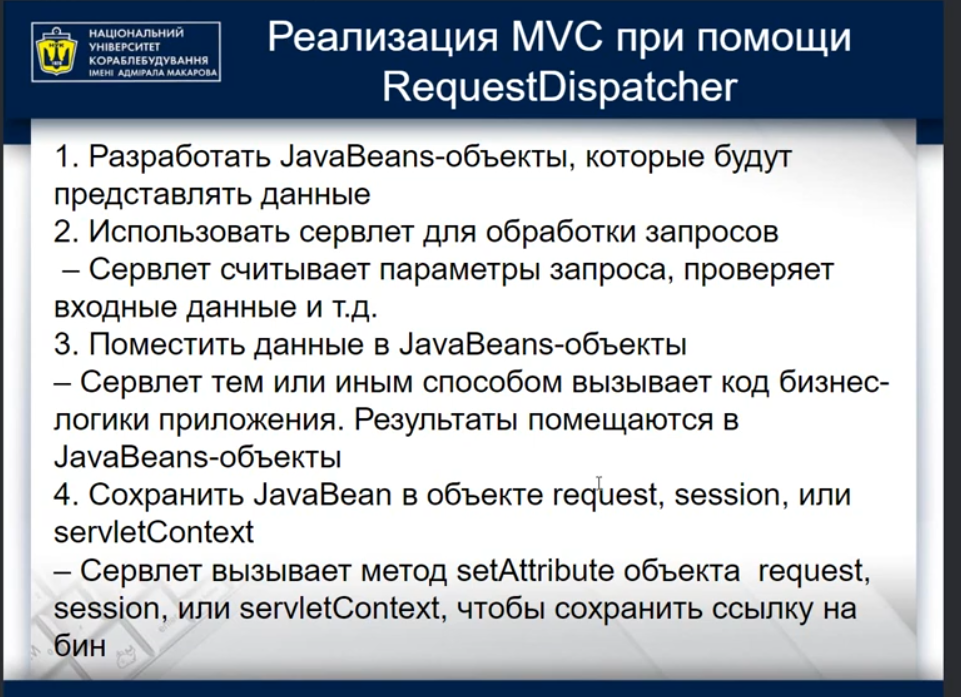 НАЦІОНАЛЬНИЙ
УНІВЕРСИТЕТ
КОРАБЛЕБУДУВАННЯ
ІМЕНІ АДМІРАЛА МАКАРОВА
Реализация MVC при помощи
RequestDispatcher
1. Разработать JavaBeans-объекты, которые будут
представлять данные
2. Использовать сервлет для обработки запросов
– Сервлет считывает параметры запроса, проверяет
входные данные и т.д.
3. Поместить данные в JavaBeans-объекты
– Сервлет тем или иным способом вызывает код бизнес-
логики приложения. Результаты помещаются в
JavaBeans-объекты
4. Сохранить JavaBean в объекте request, session, или
servletContext
– Сервлет вызывает метод setAttribute объекта  request,
session, или servletContext, чтобы сохранить ссылку на
бин